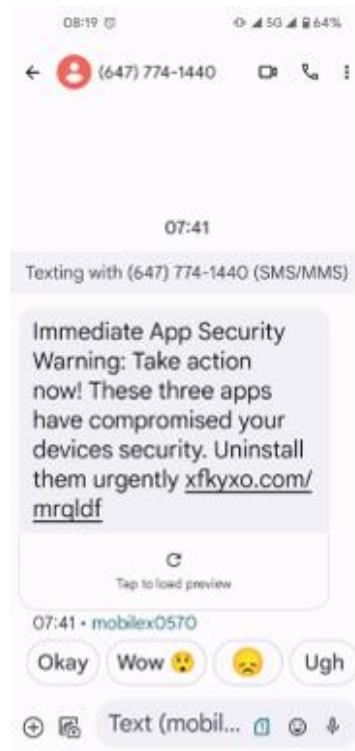 08:19 5G 64%
(647) 774-1440
07:41
Texting with (647) 774-1440 (SMS/MMS)
Immediate App Security
Warning: Take action
now! These three apps
have compromised your
devices security. Uninstall
them urgently xfkyxo.com/
mrqldf
Tap to load preview
07:41 • mobilex0570
Okay Wow 😲 😞 Ugh
Text (mobil...